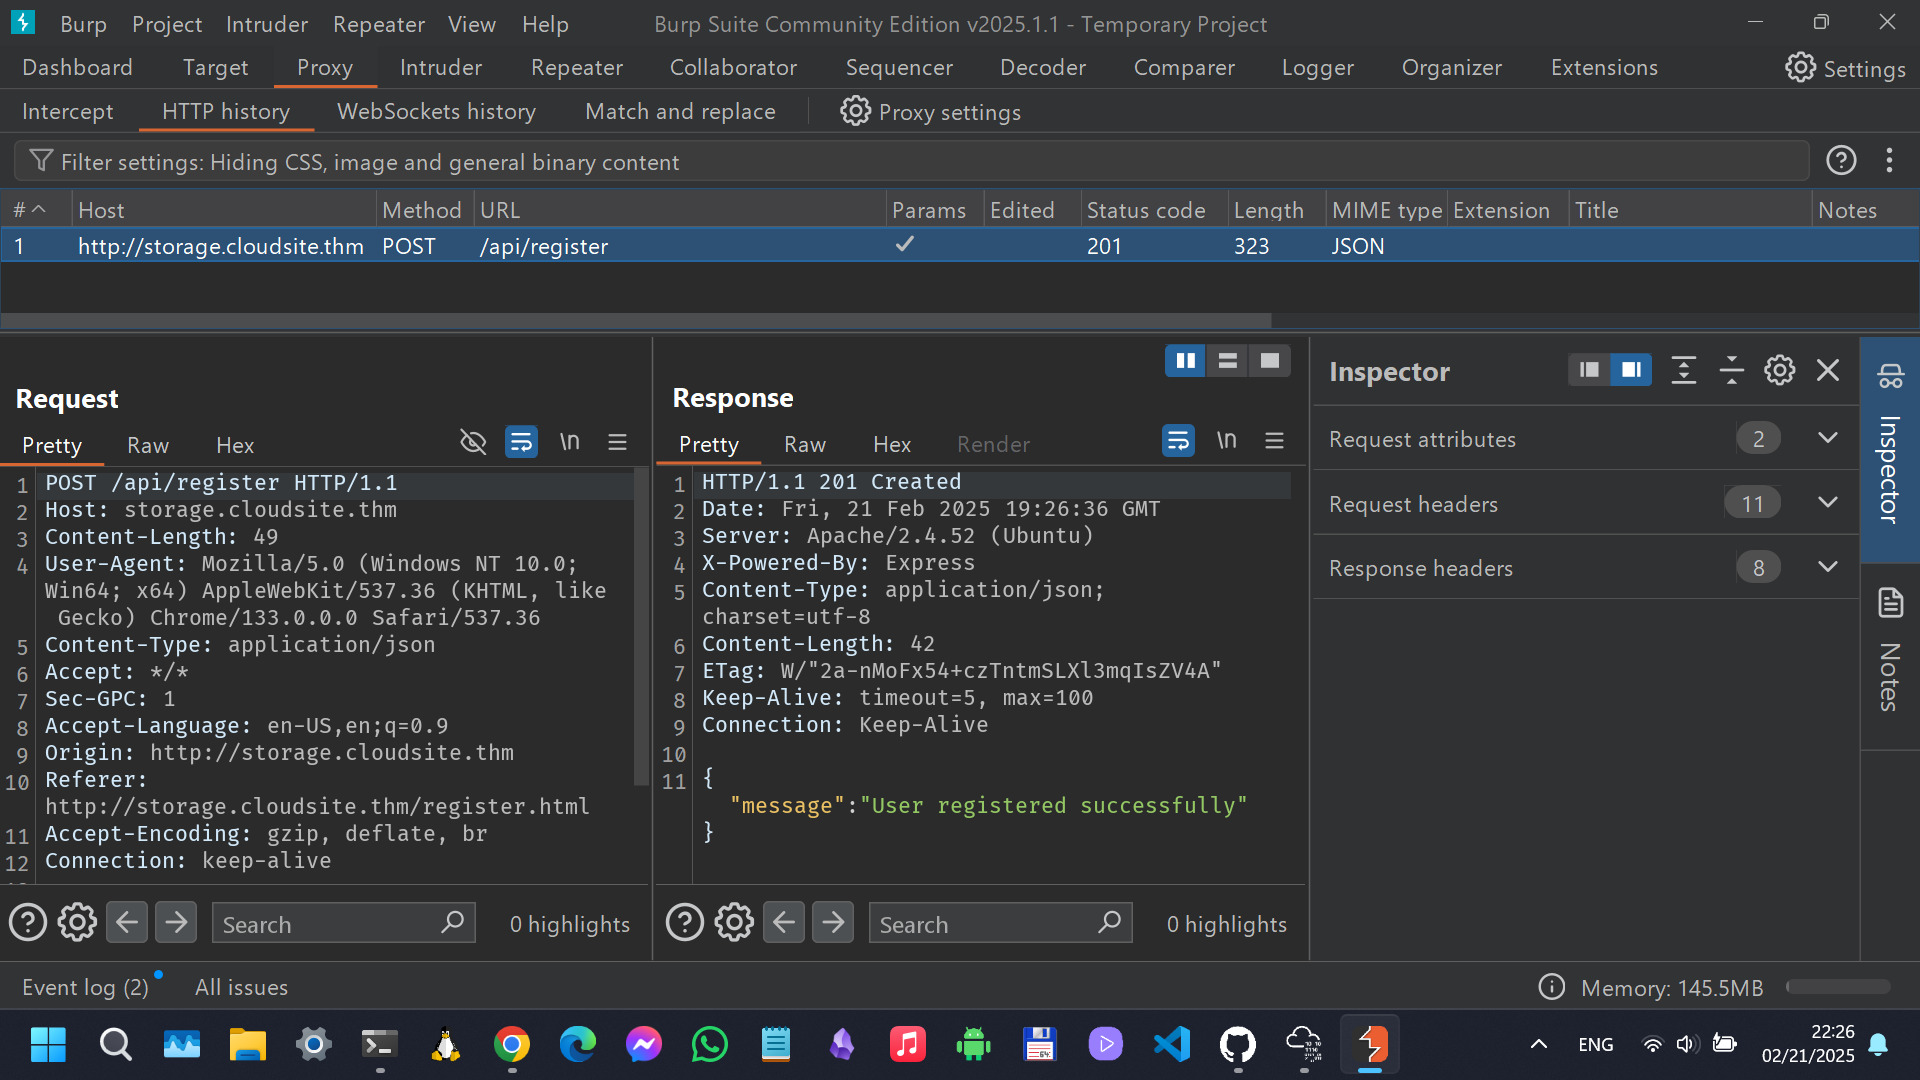 Burp Project Intruder Repeater View Help Burp Suite Community Edition v2025.1.1 - Temporary Project
Dashboard Target Proxy Intruder Repeater Collaborator Sequencer Decoder Comparer Logger Organizer Extensions Settings
Intercept HTTP history WebSockets history Match and replace Proxy settings
Filter settings: Hiding CSS, image and general binary content
# Host Method URL Params Edited Status code Length MIME type Extension Title Notes
1 http://storage.cloudsite.thm POST /api/register 201 323 JSON
Request
Pretty Raw Hex \n
1 POST /api/register HTTP/1.1
2 Host: storage.cloudsite.thm
3 Content-Length: 49
4 User-Agent: Mozilla/5.0 (Windows NT 10.0;
Win64; x64) AppleWebKit/537.36 (KHTML, like
Gecko) Chrome/133.0.0.0 Safari/537.36
5 Content-Type: application/json
6 Accept: */*
7 Sec-GPC: 1
8 Accept-Language: en-US,en;q=0.9
9 Origin: http://storage.cloudsite.thm
10 Referer:
http://storage.cloudsite.thm/register.html
11 Accept-Encoding: gzip, deflate, br
12 Connection: keep-alive
Search 0 highlights
Response
Pretty Raw Hex Render \n
1 HTTP/1.1 201 Created
2 Date: Fri, 21 Feb 2025 19:26:36 GMT
3 Server: Apache/2.4.52 (Ubuntu)
4 X-Powered-By: Express
5 Content-Type: application/json;
charset=utf-8
6 Content-Length: 42
7 ETag: W/"2a-nMoFx54+czTntmSLXl3mqIsZV4A"
8 Keep-Alive: timeout=5, max=100
9 Connection: Keep-Alive
10
11 {
"message":"User registered successfully"
}
Search 0 highlights
Inspector
Request attributes 2
Request headers 11
Response headers 8
Inspector
Notes
Event log (2) All issues Memory: 145.5MB
64
ENG
22:26
02/21/2025